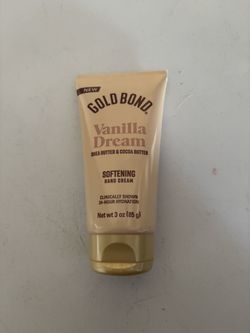 NEW
GOLD BOND.
Vanilla
Dream
SHEA BUTTER & COCOA BUTTER
SOFTENING
HAND CREAM
CLINICALLY SHOWN
24-HOUR HYDRATION
Net wt 3 oz (85 g)